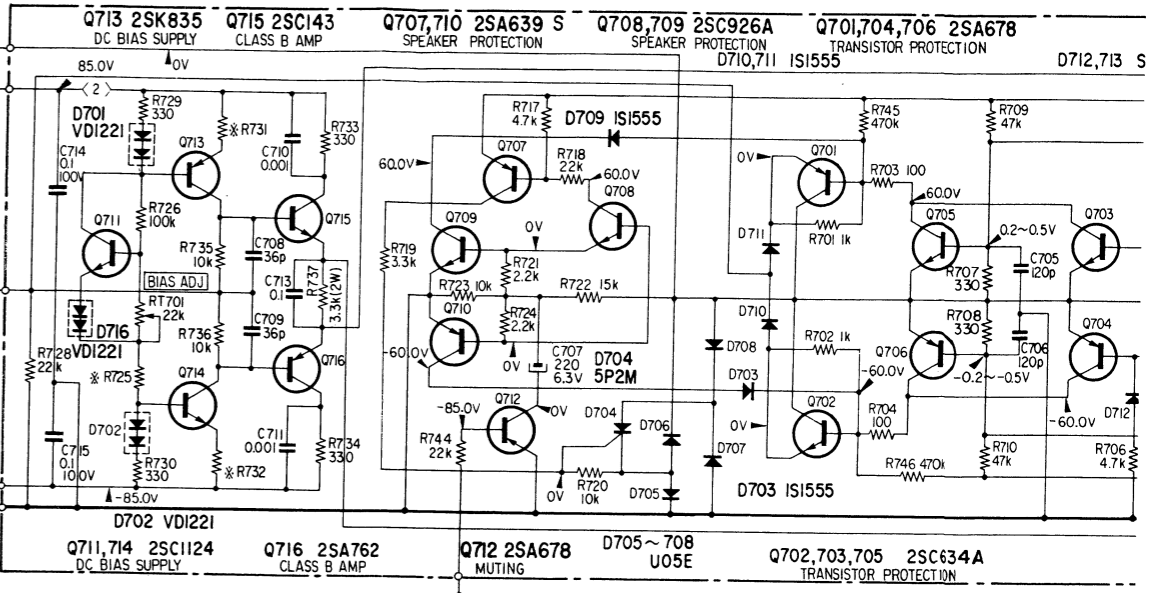 Q713 2SK835
DC BIAS SUPPLY
Q715 2SC143
CLASS B AMP
Q707,710 2SA639 S
SPEAKER PROTECTION
Q708,709 2SC926A
SPEAKER PROTECTION
Q701,704,706 2SA678
TRANSISTOR PROTECTION
D710,711 IS1555
D712,713 S
85.0V
0V
2
R729
330
D701
VD1221
Q713
※R731
C710
0.001
R733
330
C714
0.1
100V
R726
100k
Q711
Q715
R735
10k
C708
36p
C713
0.1
R737
3.3k(2W)
BIAS ADJ
RT701
22k
D716
VD1221
R736
10k
C709
36p
R728
22k
※R725
Q714
Q716
D702
C711
0.001
R734
330
C715
0.1
100V
R730
330
※R732
-85.0V
D702 VD1221
R717
4.7k
D709 IS1555
Q707
R718
22k
60.0V
60.0V
Q708
Q709
0V
R719
3.3k
R721
2.2k
R723 10k
R722 15k
Q710
R724
2.2k
-60.0V
0V
C707
220
6.3V
D704
5P2M
D708
D703
Q712
-85.0V
0V
D704
D706
R744
22k
D707
R720
10k
0V
D705
R745
470k
R709
47k
0V
Q701
R703 100
60.0V
Q705
Q703
0.2~0.5V
D711
R701 1k
R707
330
C705
120p
D710
R702 1k
R708
330
C706
120p
Q706
Q704
-60.0V
-0.2~-0.5V
Q702
0V
R704
100
D712
-60.0V
R746 470k
R710
47k
R706
4.7k
D703 IS1555
Q711,714 2SC1124
DC BIAS SUPPLY
Q716 2SA762
CLASS B AMP
Q712 2SA678
MUTING
D705~708
U05E
Q702,703,705 2SC634A
TRANSISTOR PROTECTION